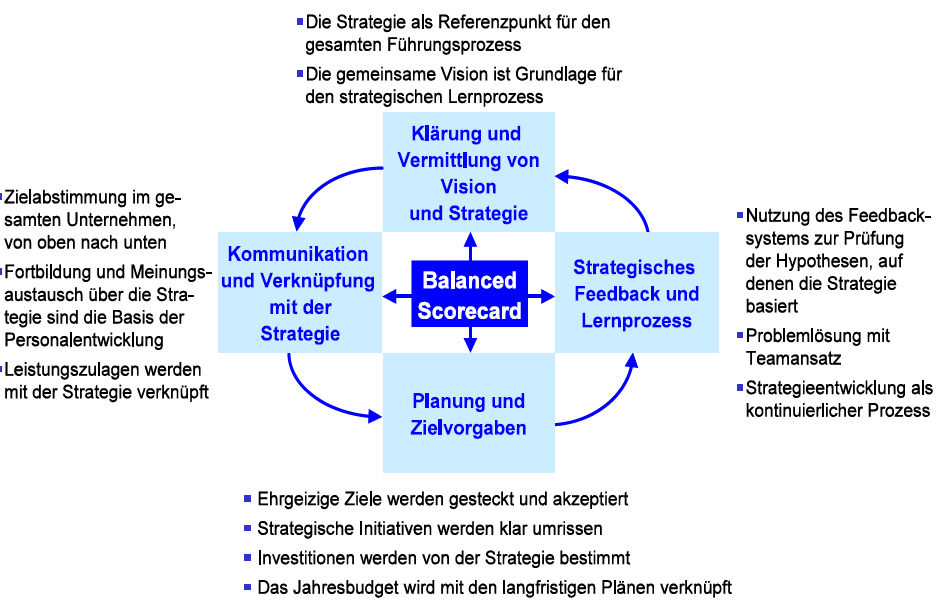 ▪Die Strategie als Referenzpunkt für den
gesamten Führungsprozess
▪Die gemeinsame Vision ist Grundlage für
den strategischen Lernprozess
Klärung und
Vermittlung von
Vision
und Strategie
▪Zielabstimmung im ge-
samten Unternehmen,
von oben nach unten
▪Fortbildung und Meinungs-
austausch über die Stra-
tegie sind die Basis der
Personalentwicklung
▪Leistungszulagen werden
mit der Strategie verknüpft
Kommunikation
und Verknüpfung
mit der
Strategie
Balanced
Scorecard
Strategisches
Feedback und
Lernprozess
▪Nutzung des Feedback-
systems zur Prüfung
der Hypothesen, auf
denen die Strategie
basiert
▪Problemlösung mit
Teamansatz
▪Strategieentwicklung als
kontinuierlicher Prozess
Planung und
Zielvorgaben
▪ Ehrgeizige Ziele werden gesteckt und akzeptiert
▪ Strategische Initiativen werden klar umrissen
▪ Investitionen werden von der Strategie bestimmt
▪ Das Jahresbudget wird mit den langfristigen Plänen verknüpft